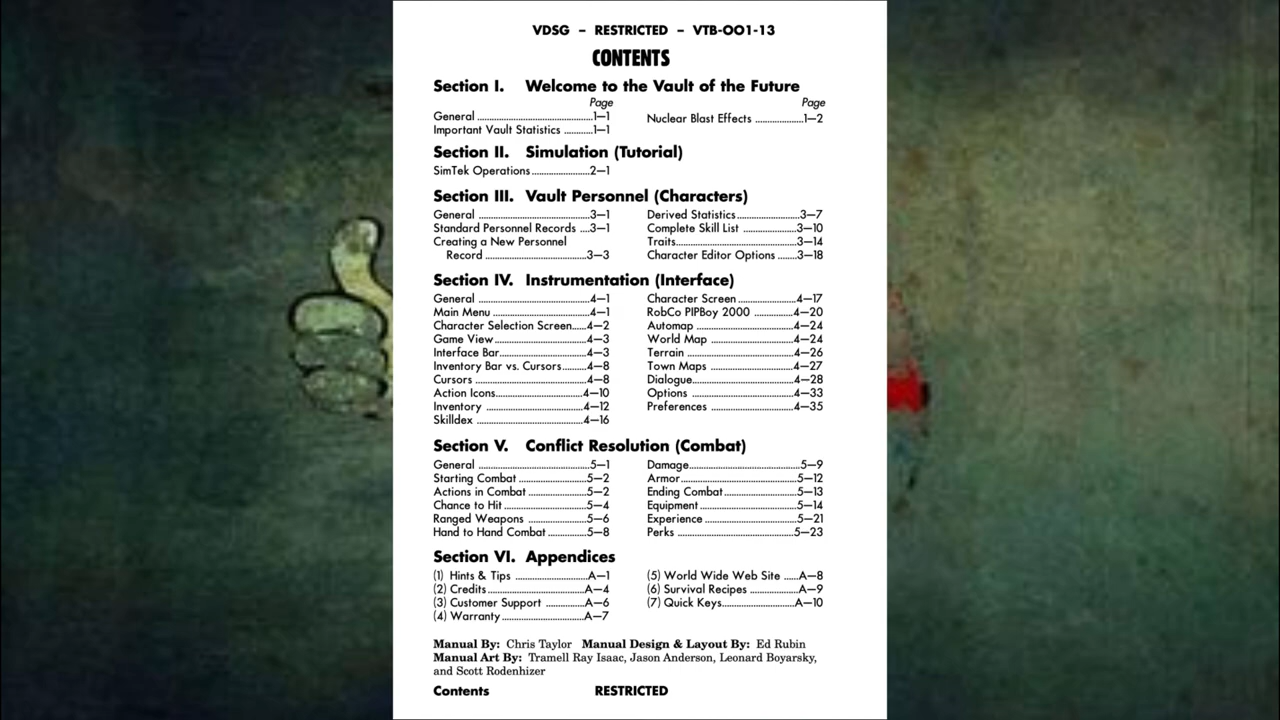 VDSG – RESTRICTED – VTB-OO1-13
CONTENTS
Section I. Welcome to the Vault of the Future
Page
General ........................................1–1
Important Vault Statistics ..........1–1
Page
Nuclear Blast Effects .................1–2
Section II. Simulation (Tutorial)
SimTek Operations....................2–1
Section III. Vault Personnel (Characters)
General ......................................3–1
Standard Personnel Records ....3–1
Creating a New Personnel
Record ...................................3–3
Derived Statistics......................3–7
Complete Skill List ...................3–10
Traits.........................................3–14
Character Editor Options .......3–18
Section IV. Instrumentation (Interface)
General ......................................4–1
Main Menu .................................4–1
Character Selection Screen.....4–2
Game View................................4–3
Interface Bar.............................4–3
Inventory Bar vs. Cursors........4–8
Cursors ......................................4–8
Action Icons.............................4–10
Inventory .................................4–12
Skilldex ....................................4–16
Character Screen ....................4–17
RobCo PIPBoy 2000 .............4–20
Automap .................................4–24
World Map .............................4–24
Terrain .....................................4–26
Town Maps .............................4–27
Dialogue..................................4–28
Options ...................................4–33
Preferences ............................4–35
Section V. Conflict Resolution (Combat)
General ......................................5–1
Starting Combat .......................5–2
Actions in Combat ....................5–2
Chance to Hit ............................5–4
Ranged Weapons .....................5–6
Hand to Hand Combat .............5–8
Damage.....................................5–9
Armor.......................................5–12
Ending Combat........................5–13
Equipment................................5–14
Experience ..............................5–21
Perks .......................................5–23
Section VI. Appendices
(1) Hints & Tips ........................A–1
(2) Credits.................................A–4
(3) Customer Support .............A–6
(4) Warranty.............................A–7
(5) World Wide Web Site .....A–8
(6) Survival Recipes ................A–9
(7) Quick Keys........................A–10
Manual By: Chris Taylor Manual Design & Layout By: Ed Rubin
Manual Art By: Tramell Ray Isaac, Jason Anderson, Leonard Boyarsky,
and Scott Rodenhizer
Contents RESTRICTED